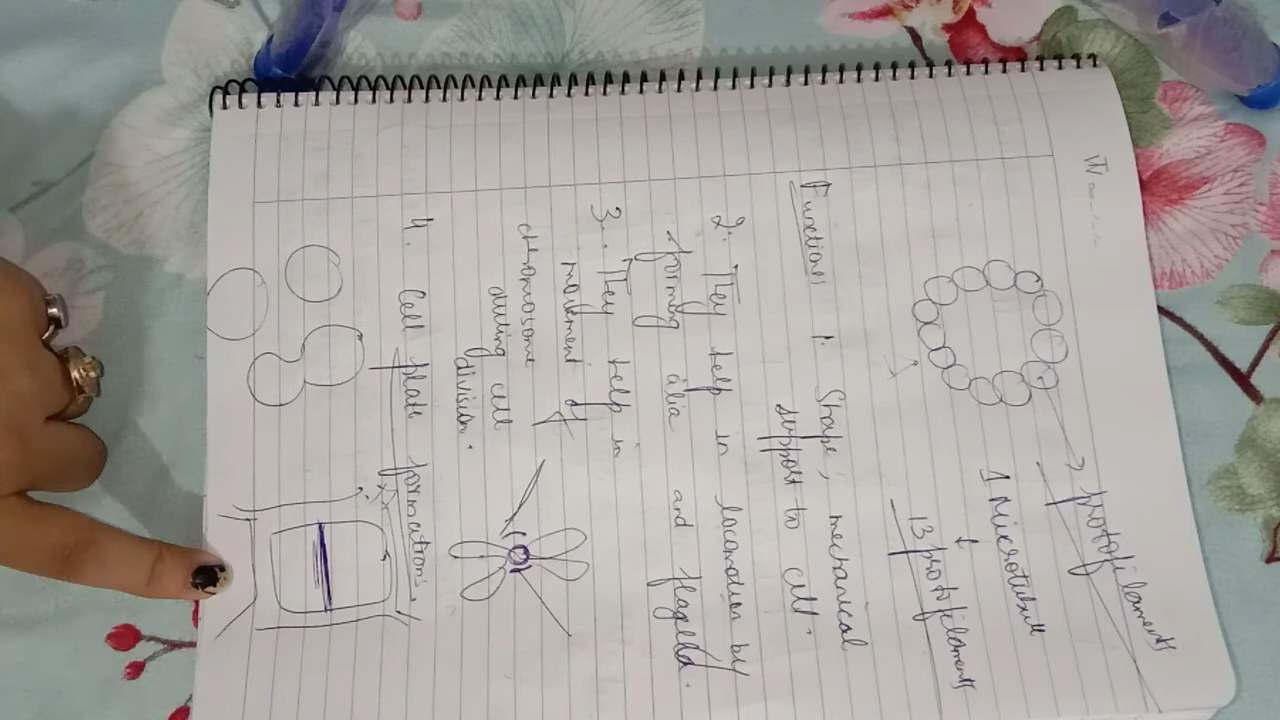 protofilaments
1 Microtubule
↓
13 protofilaments
Functions 1. Shape, mechanical
support to cell.
2. They help in locomotion by
forming cilia and flagella.
3. They help in
movement of
chromosome
during cell
division.
4. Cell plate formation.